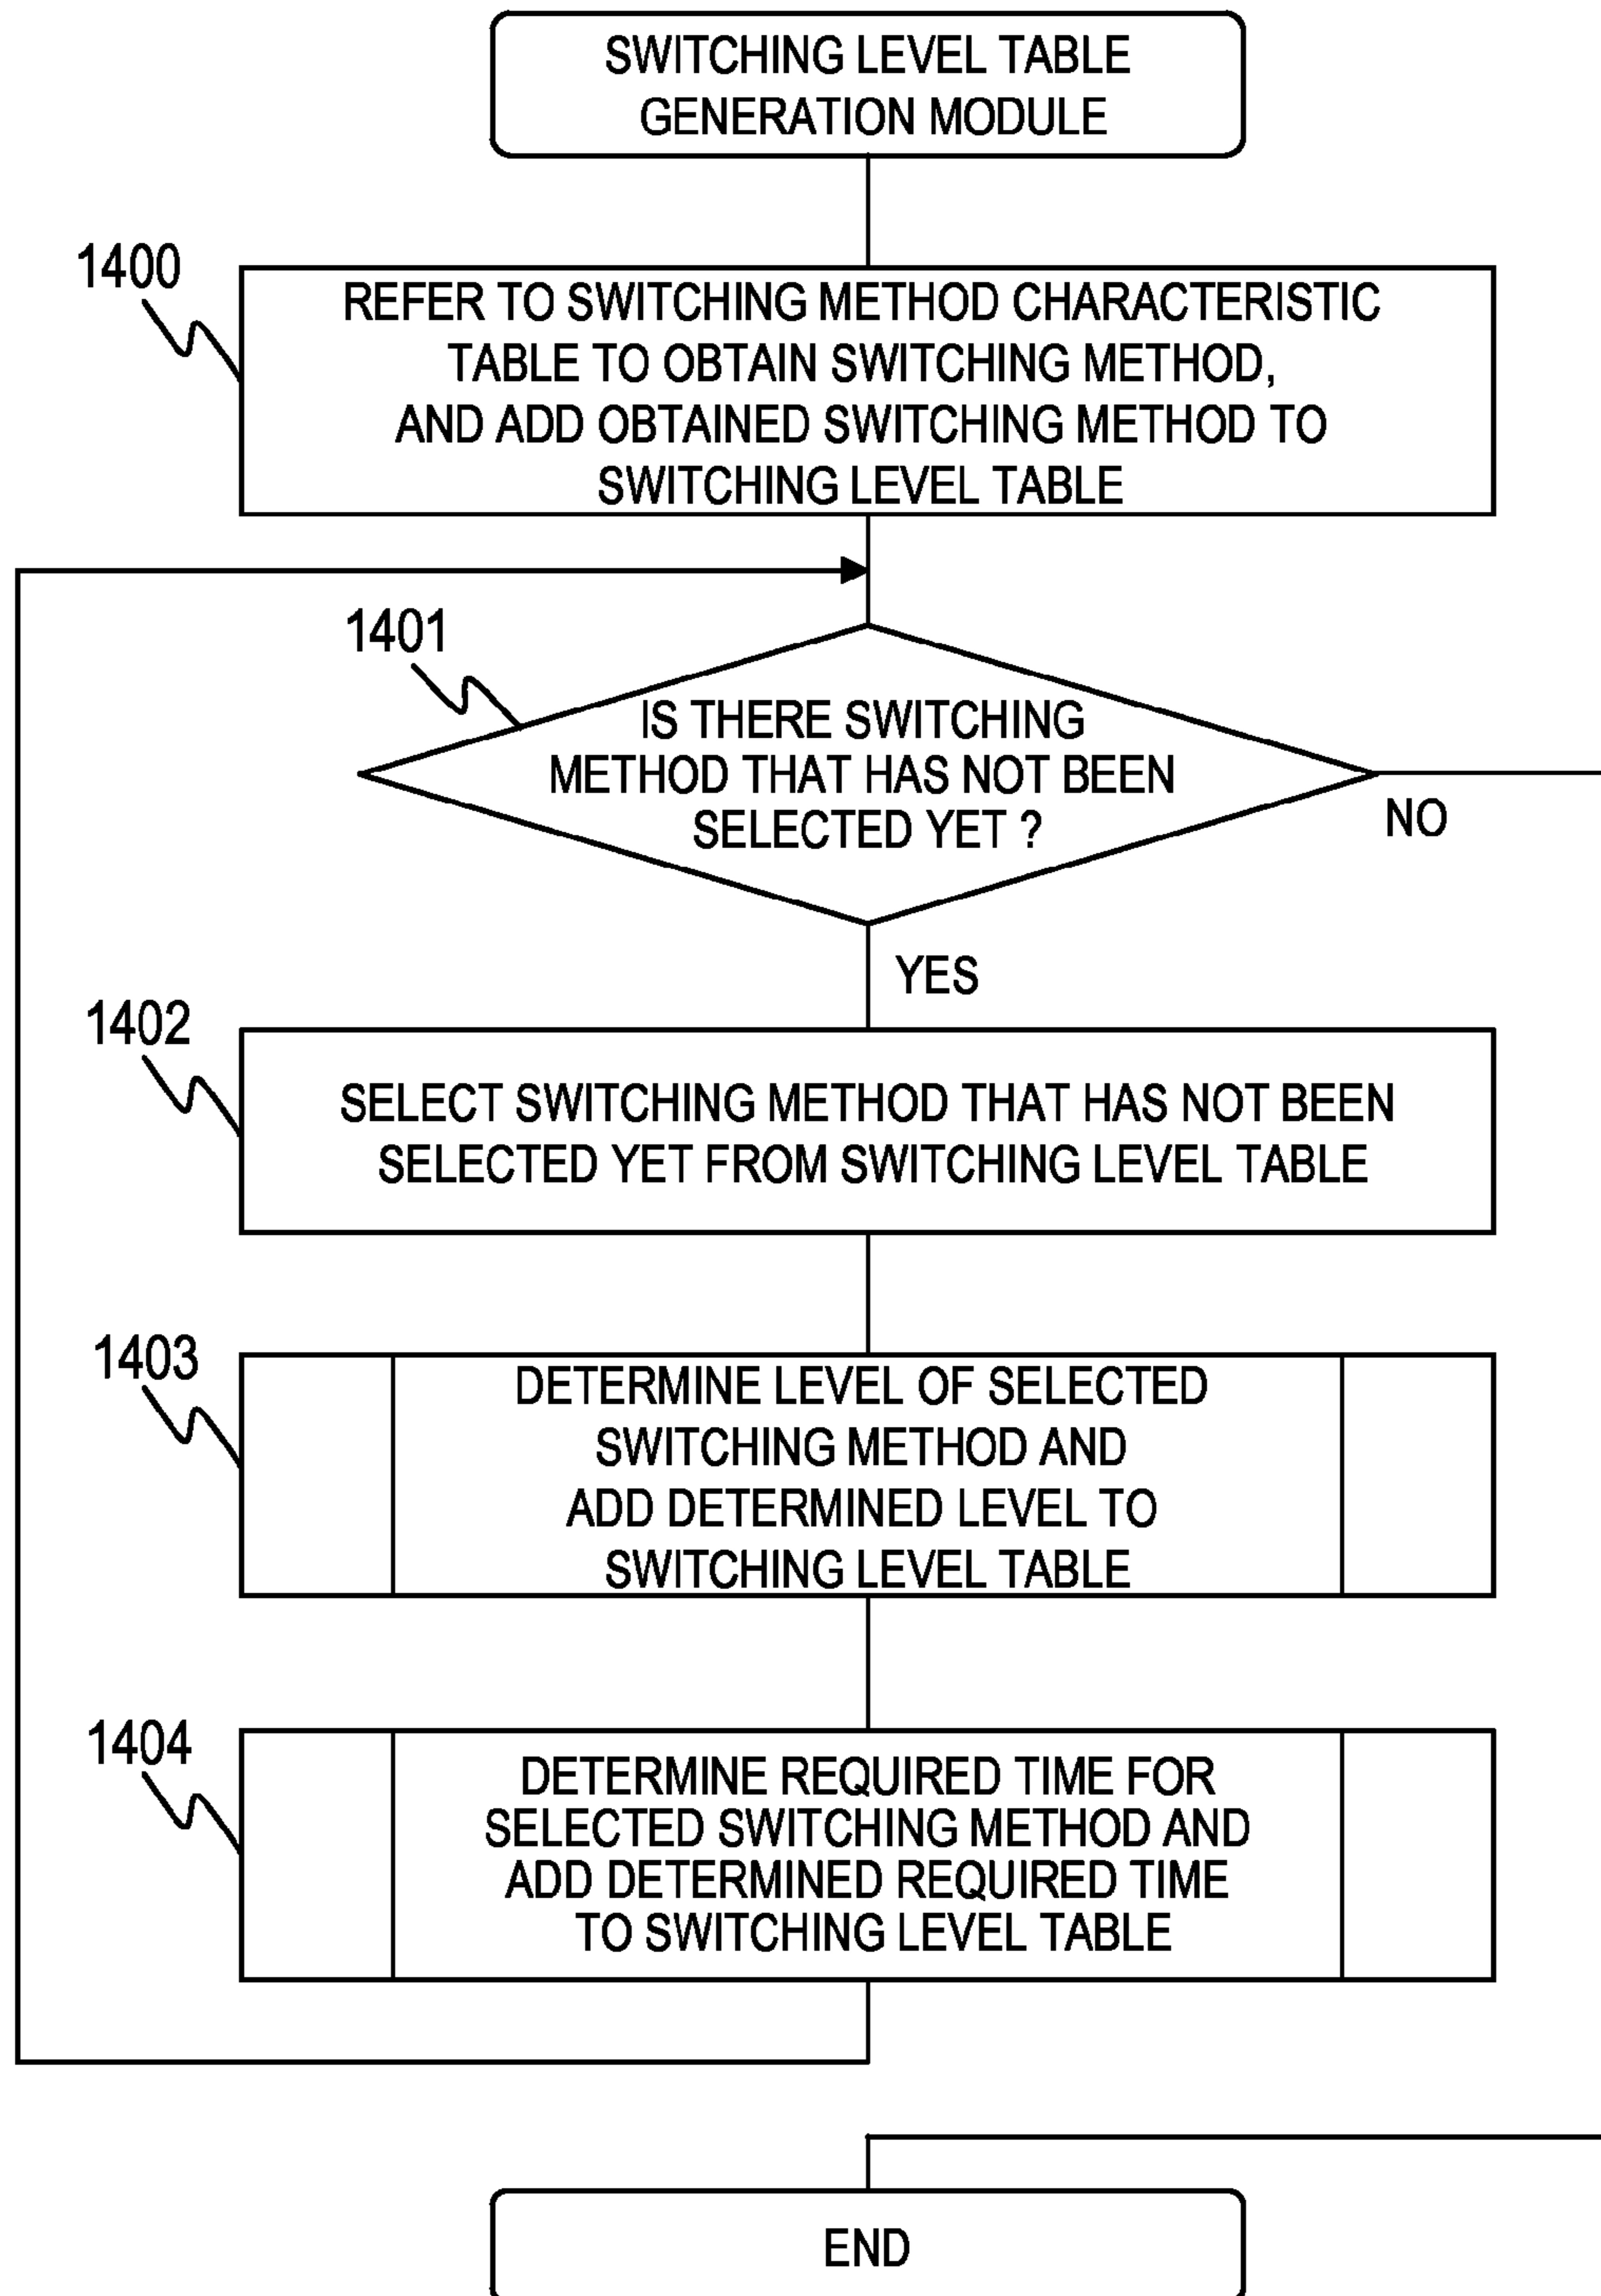 SWITCHING LEVEL TABLE
GENERATION MODULE
1400
REFER TO SWITCHING METHOD CHARACTERISTIC
TABLE TO OBTAIN SWITCHING METHOD,
AND ADD OBTAINED SWITCHING METHOD TO
SWITCHING LEVEL TABLE
1401
IS THERE SWITCHING
METHOD THAT HAS NOT BEEN
SELECTED YET ?
NO
YES
1402
SELECT SWITCHING METHOD THAT HAS NOT BEEN
SELECTED YET FROM SWITCHING LEVEL TABLE
1403
DETERMINE LEVEL OF SELECTED
SWITCHING METHOD AND
ADD DETERMINED LEVEL TO
SWITCHING LEVEL TABLE
1404
DETERMINE REQUIRED TIME FOR
SELECTED SWITCHING METHOD AND
ADD DETERMINED REQUIRED TIME
TO SWITCHING LEVEL TABLE
END